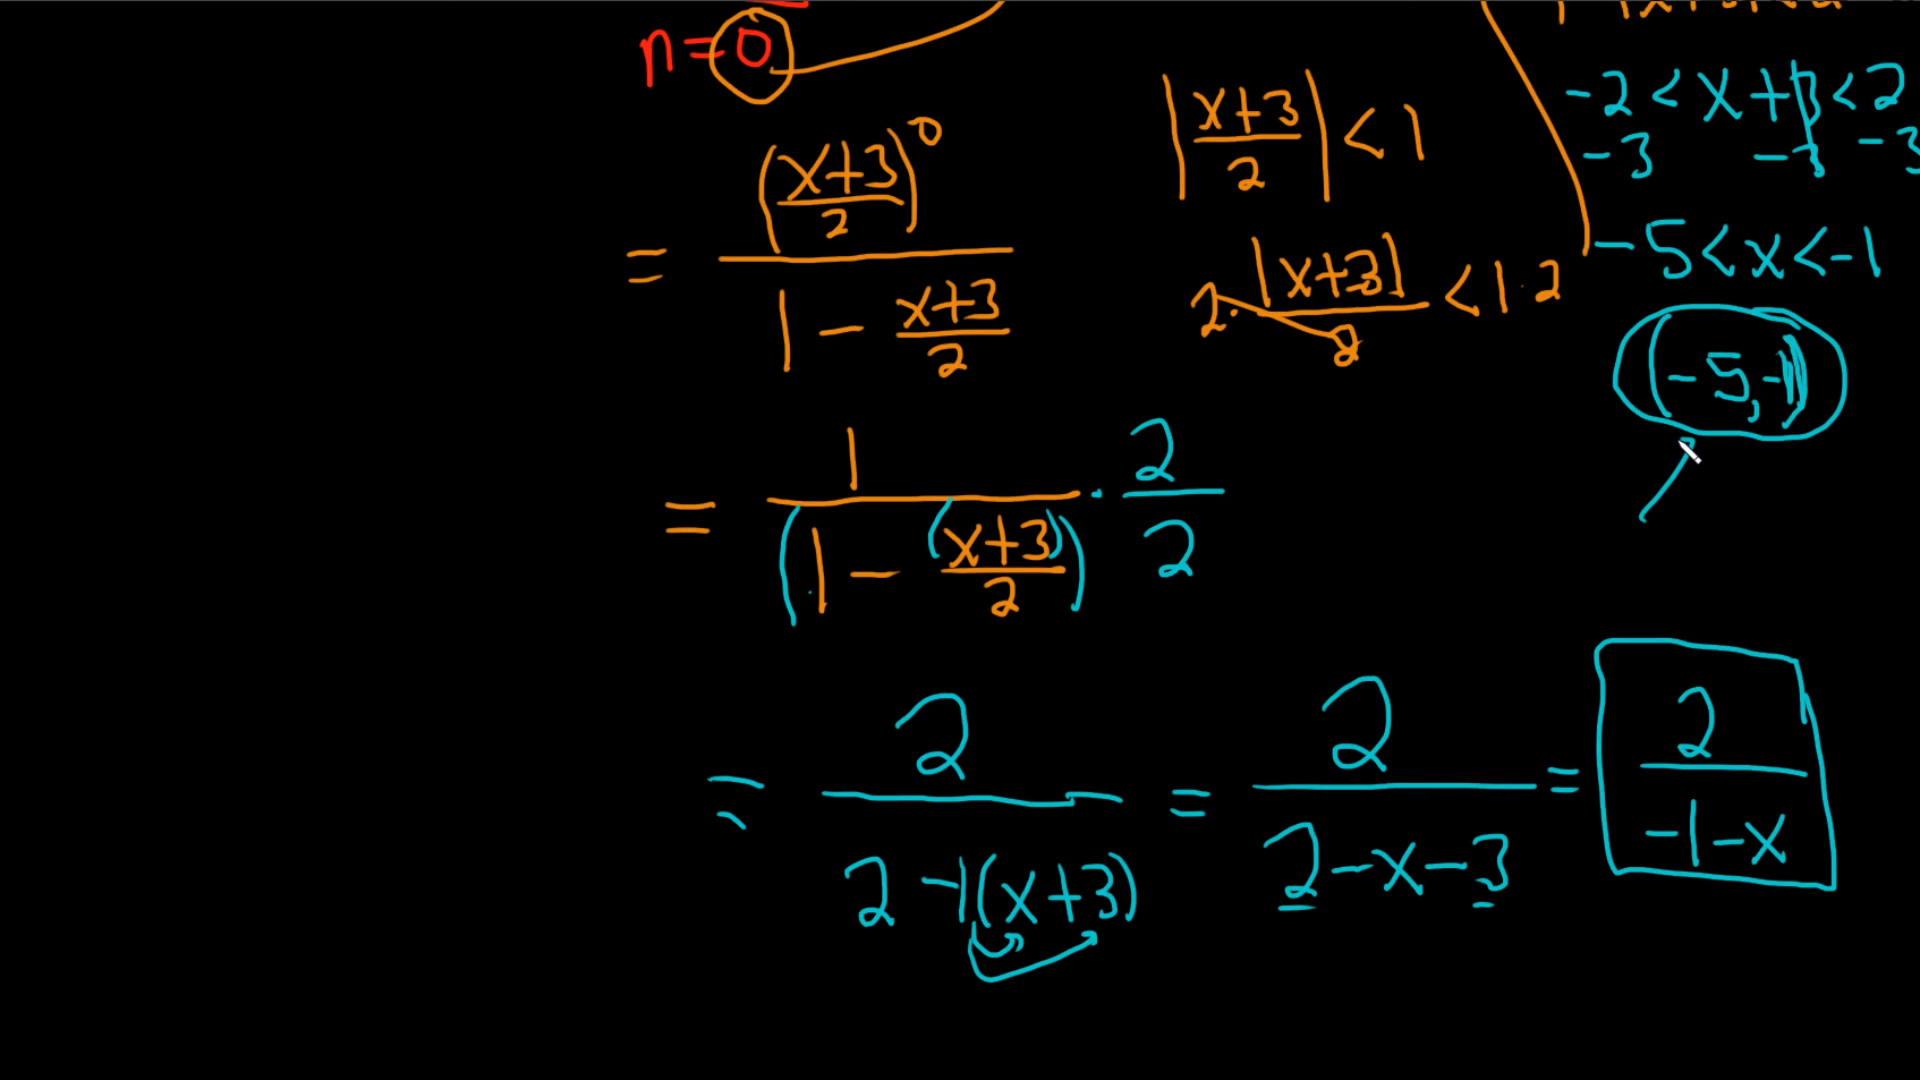 n=0
= ((x+3)/2)^0 / (1 - (x+3)/2)
= 1/(1 - (x+3)/2) · 2/2
= 2/(2-1(x+3)) = 2/(2-x-3) = 2/(-1-x)
|(x+3)/2| < 1
2·|x+3|/2 < 1·2
-2 < x+3 < 2
-3 -3 -3
-5 < x < -1
(-5,-1)